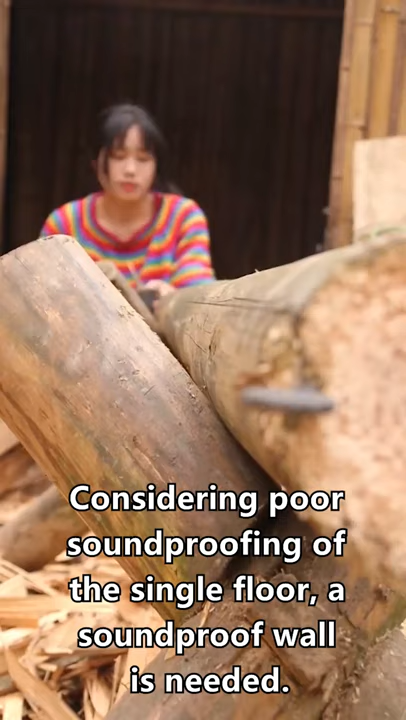 Considering poor
soundproofing of
the single floor, a
soundproof wall
is needed.